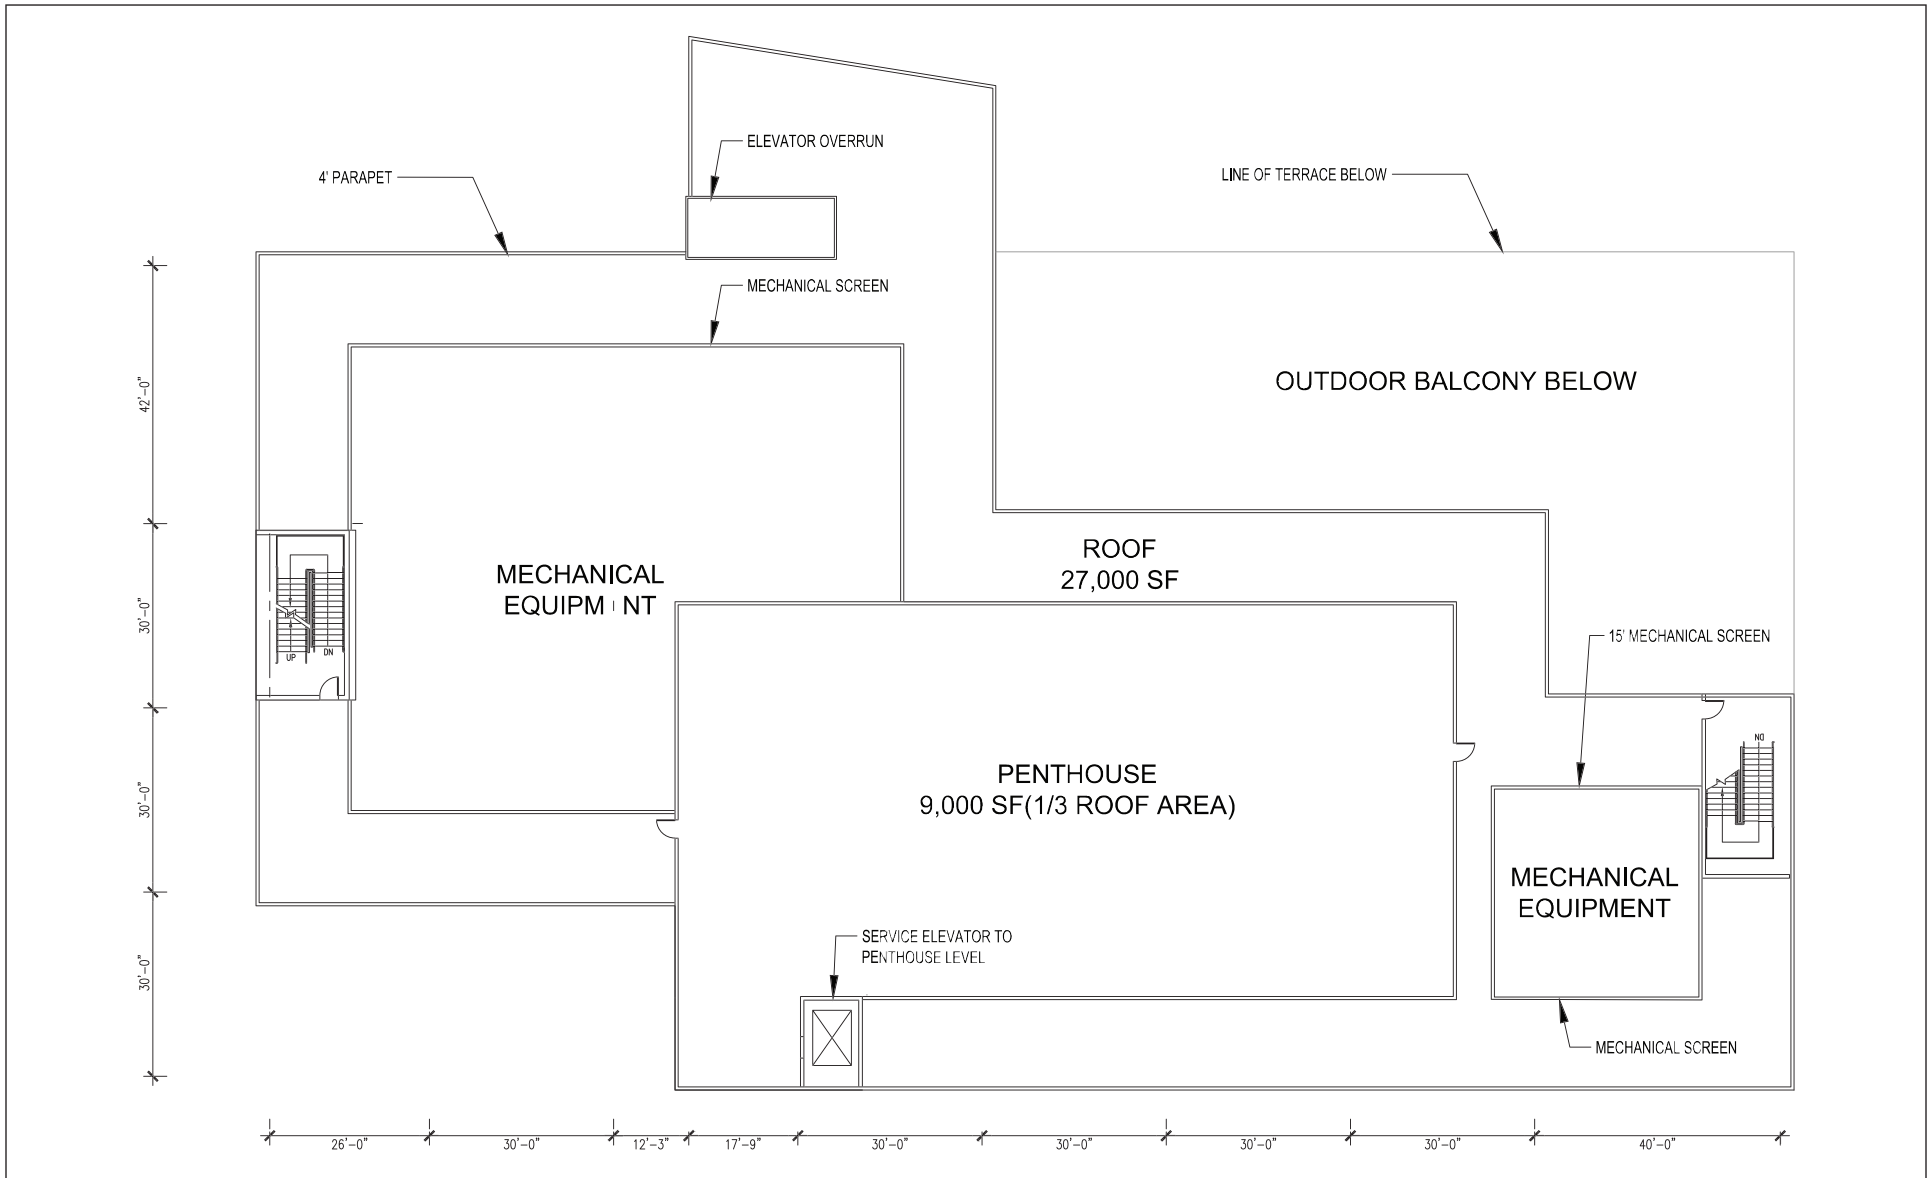 ELEVATOR OVERRUN
4' PARAPET
LINE OF TERRACE BELOW
MECHANICAL SCREEN
OUTDOOR BALCONY BELOW
42'-0"
ROOF
27,000 SF
MECHANICAL
EQUIPM NT
30'-0"
15' MECHANICAL SCREEN
UP
DN
DN
PENTHOUSE
9,000 SF(1/3 ROOF AREA)
30'-0"
MECHANICAL
EQUIPMENT
SERVICE ELEVATOR TO
PENTHOUSE LEVEL
30'-0"
MECHANICAL SCREEN
26'-0"
30'-0"
12'-3"
17'-9"
30'-0"
30'-0"
30'-0"
30'-0"
40'-0"